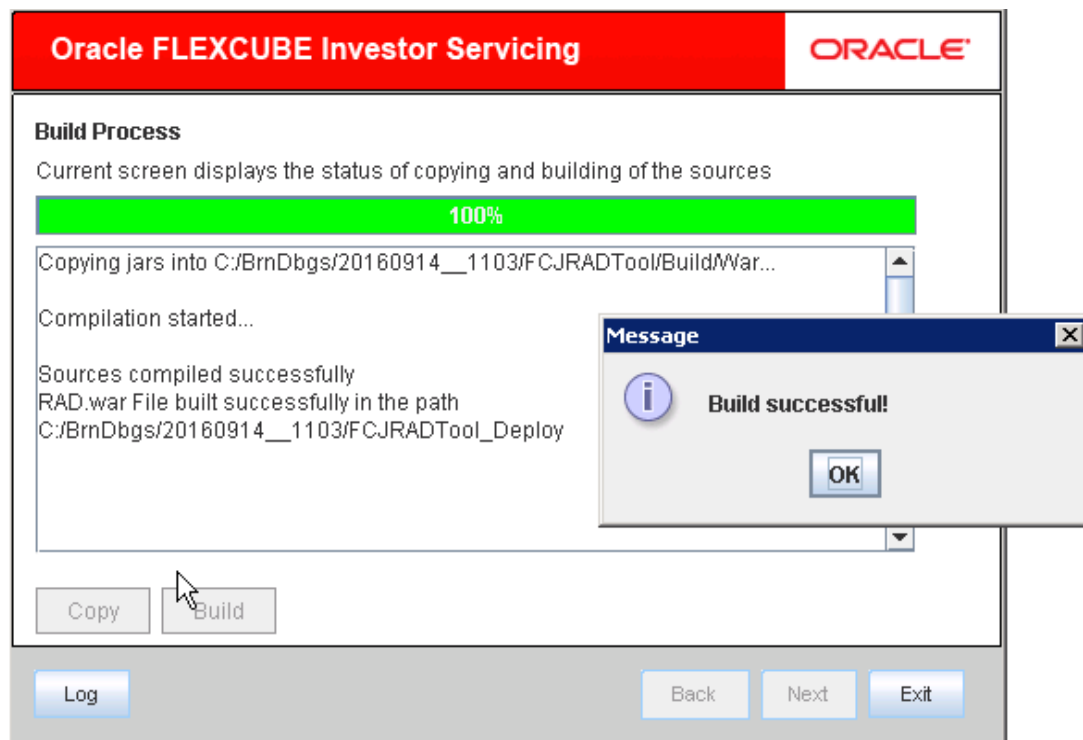 Oracle FLEXCUBE Investor Servicing
ORACLE
Build Process
Current screen displays the status of copying and building of the sources
100%
Copying jars into C:/BrnDbgs/20160914__1103/FCJRADTool/Build/War...
Compilation started...
Sources compiled successfully
RAD.war File built successfully in the path
C:/BrnDbgs/20160914__1103/FCJRADTool_Deploy
Message
Build successful!
OK
Copy
Build
Log
Back
Next
Exit